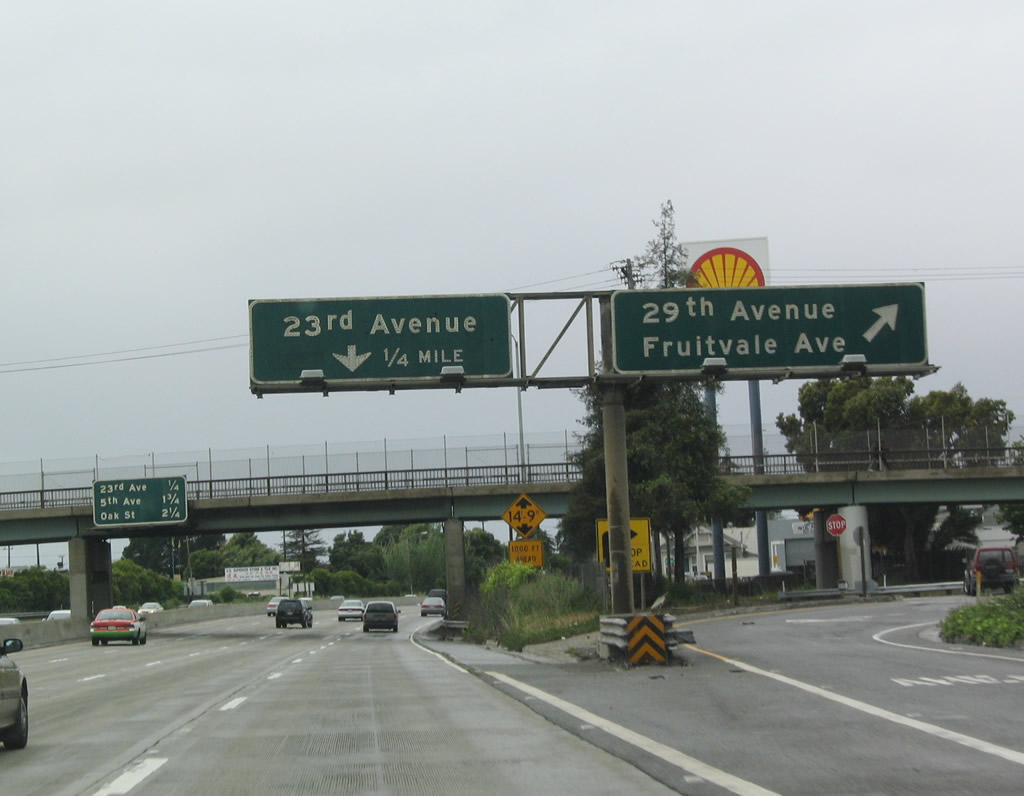 23rd Avenue
1/4 MILE
29th Avenue
Fruitvale Ave
23rd Ave 1/4
5th Ave 1 3/4
Oak St 2 1/4
14-9
1000 FT
AHEAD
STOP